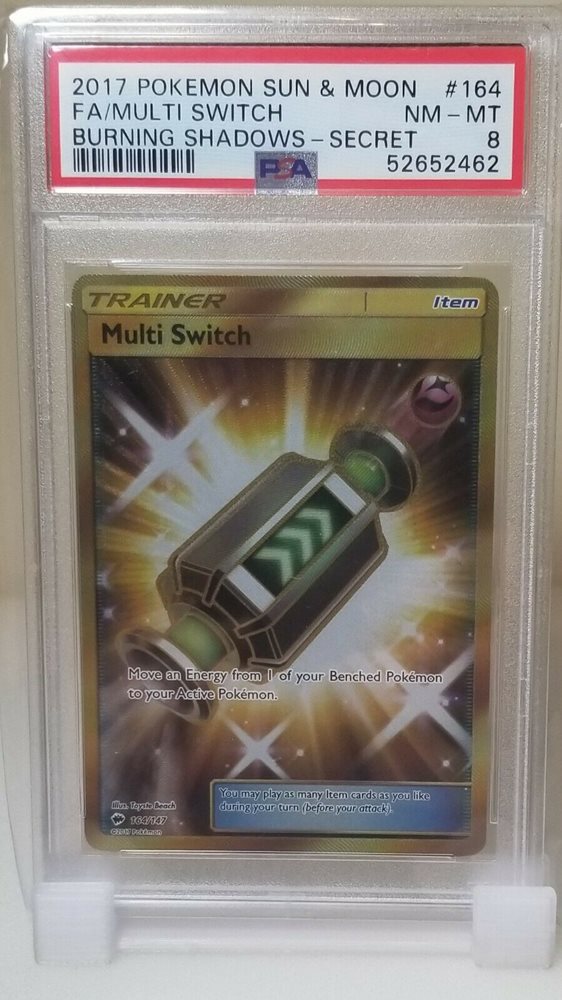 2017 POKEMON SUN & MOON #164
FA/MULTI SWITCH NM - MT
BURNING SHADOWS - SECRET 8
PSA 52652462
TRAINER Item
Multi Switch
Move an Energy from 1 of your Benched Pokémon
to your Active Pokémon.
You may play as many Item cards as you like
during your turn (before your attack).
Illus. Toyste Beach
164/147
©2017 Pokémon